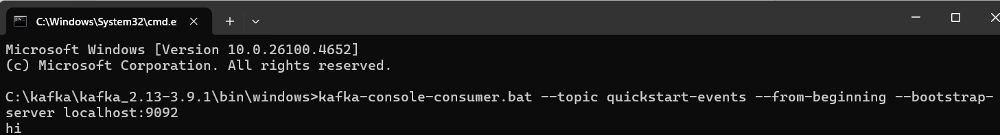 C:\Windows\System32\cmd.e
Microsoft Windows [Version 10.0.26100.4652]
(c) Microsoft Corporation. All rights reserved.
C:\kafka\kafka_2.13-3.9.1\bin\windows>kafka-console-consumer.bat --topic quickstart-events --from-beginning --bootstrap-
server localhost:9092
hi